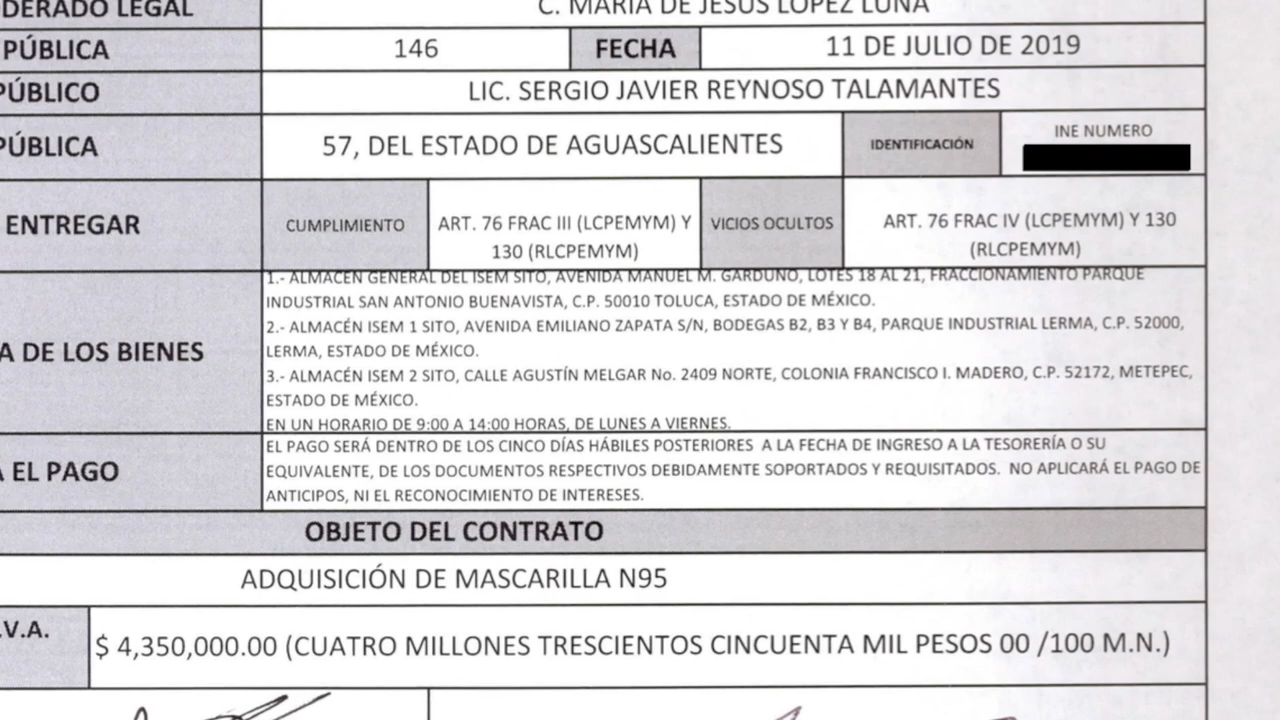 DERADO LEGAL
C. MARÍA DE JESÚS LÓPEZ LUNA
PÚBLICA
146
FECHA
11 DE JULIO DE 2019
PÚBLICO
LIC. SERGIO JAVIER REYNOSO TALAMANTES
PÚBLICA
57, DEL ESTADO DE AGUASCALIENTES
IDENTIFICACIÓN
INE NUMERO
ENTREGAR
CUMPLIMIENTO
ART. 76 FRAC III (LCPEMYM) Y
130 (RLCPEMYM)
VICIOS OCULTOS
ART. 76 FRAC IV (LCPEMYM) Y 130
(RLCPEMYM)
A DE LOS BIENES
1.- ALMACÉN GENERAL DEL ISEM SITO, AVENIDA MANUEL M. GARDUÑO, LOTES 18 AL 21, FRACCIONAMIENTO PARQUE
INDUSTRIAL SAN ANTONIO BUENAVISTA, C.P. 50010 TOLUCA, ESTADO DE MÉXICO.
2.- ALMACÉN ISEM 1 SITO, AVENIDA EMILIANO ZAPATA S/N, BODEGAS B2, B3 Y B4, PARQUE INDUSTRIAL LERMA, C.P. 52000,
LERMA, ESTADO DE MÉXICO.
3.- ALMACÉN ISEM 2 SITO, CALLE AGUSTÍN MELGAR No. 2409 NORTE, COLONIA FRANCISCO I. MADERO, C.P. 52172, METEPEC,
ESTADO DE MÉXICO.
EN UN HORARIO DE 9:00 A 14:00 HORAS, DE LUNES A VIERNES.
A EL PAGO
EL PAGO SERÁ DENTRO DE LOS CINCO DÍAS HÁBILES POSTERIORES A LA FECHA DE INGRESO A LA TESORERÍA O SU
EQUIVALENTE, DE LOS DOCUMENTOS RESPECTIVOS DEBIDAMENTE SOPORTADOS Y REQUISITADOS. NO APLICARÁ EL PAGO DE
ANTICIPOS, NI EL RECONOCIMIENTO DE INTERESES.
OBJETO DEL CONTRATO
ADQUISICIÓN DE MASCARILLA N95
.V.A.
$ 4,350,000.00 (CUATRO MILLONES TRESCIENTOS CINCUENTA MIL PESOS 00 /100 M.N.)